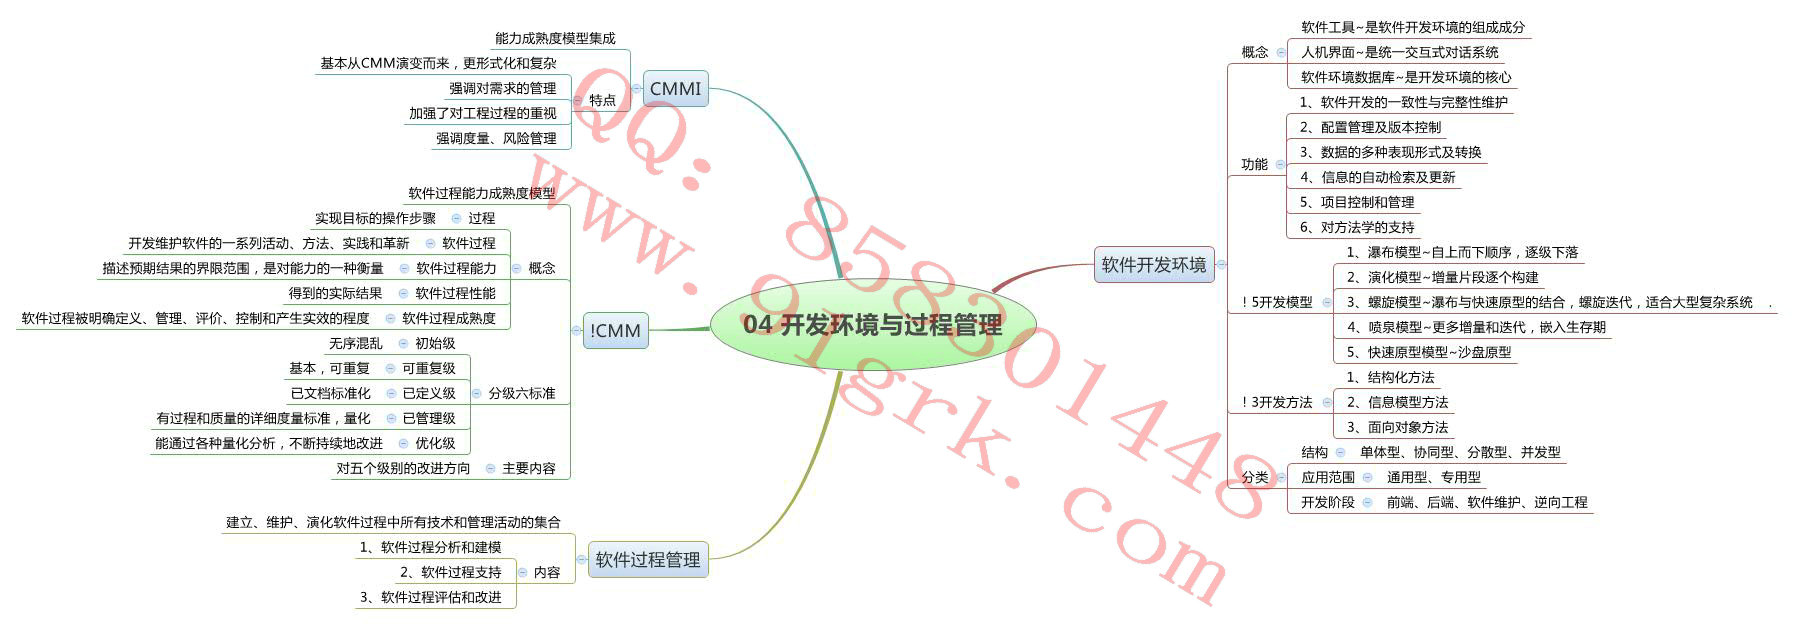 04 开发环境与过程管理
软件开发环境
概念
软件工具~是软件开发环境的组成成分
人机界面~是统一交互式对话系统
软件环境数据库~是开发环境的核心
功能
1、软件开发的一致性与完整性维护
2、配置管理及版本控制
3、数据的多种表现形式及转换
4、信息的自动检索及更新
5、项目控制和管理
6、对方法学的支持
！5开发模型
1、瀑布模型~自上而下顺序，逐级下落
2、演化模型~增量片段逐个构建
3、螺旋模型~瀑布与快速原型的结合，螺旋迭代，适合大型复杂系统 .
4、喷泉模型~更多增量和迭代，嵌入生存期
5、快速原型模型~沙盘原型
！3开发方法
1、结构化方法
2、信息模型方法
3、面向对象方法
分类
结构
单体型、协同型、分散型、并发型
应用范围
通用型、专用型
开发阶段
前端、后端、软件维护、逆向工程
CMMI
能力成熟度模型集成
特点
基本从CMM演变而来，更形式化和复杂
强调对需求的管理
加强了对工程过程的重视
强调度量、风险管理
!CMM
软件过程能力成熟度模型
概念
过程
实现目标的操作步骤
软件过程
开发维护软件的一系列活动、方法、实践和革新
软件过程能力
描述预期结果的界限范围，是对能力的一种衡量
软件过程性能
得到的实际结果
软件过程成熟度
软件过程被明确定义、管理、评价、控制和产生实效的程度
分级六标准
初始级
无序混乱
可重复级
基本，可重复
已定义级
已文档标准化
已管理级
有过程和质量的详细度量标准，量化
优化级
能通过各种量化分析，不断持续地改进
主要内容
对五个级别的改进方向
软件过程管理
建立、维护、演化软件过程中所有技术和管理活动的集合
内容
1、软件过程分析和建模
2、软件过程支持
3、软件过程评估和改进
QQ: 858301448
www.91grk.com